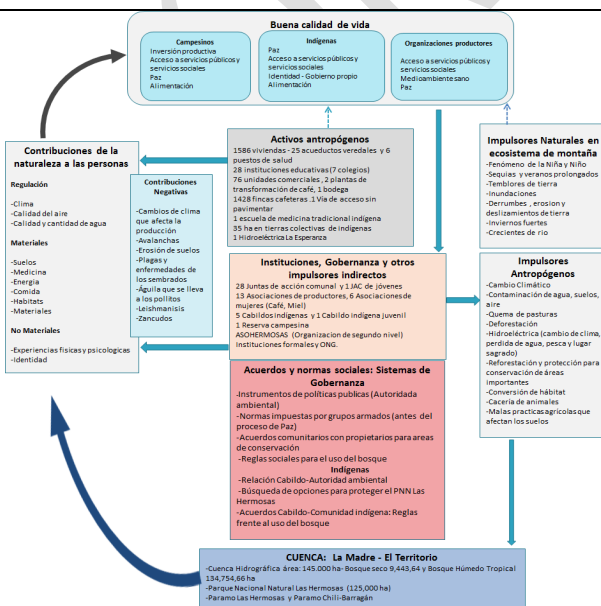 Buena calidad de vida
Campesinos
Inversión productiva
Acceso a servicios públicos y
servicios sociales
Paz
Alimentación
Indígenas
Paz
Acceso a servicios públicos y
servicios sociales
Identidad - Gobierno propio
Alimentación
Organizaciones productores
Acceso a servicios públicos y
servicios sociales
Medioambiente sano
Paz
Contribuciones de la
naturaleza a las personas
Regulación
-Clima
-Calidad del aire
-Calidad y cantidad de agua
Materiales
-Suelos
-Medicina
-Energia
-Comida
-Habitats
-Materiales
No Materiales
-Experiencias fisicas y psicologicas
-Identidad
Contribuciones
Negativas
-Cambios de clima
que afecta la
producción
-Avalanchas
-Erosión de suelos
-Plagas y
enfermedades de
los sembrados
-Águila que se lleva
a los pollitos
-Leishmanisis
-Zancudos
Activos antropógenos
1586 viviendas - 25 acueductos veredales y 6
puestos de salud
28 instituciones educativas (7 colegios)
76 unidades comerciales , 2 plantas de
transformación de café, 1 bodega
1428 fincas cafeteras .1 Via de acceso sin
pavimentar
1 escuela de medicina tradicional indígena
35 ha en tierras colectivas de indígenas
1 Hidroeléctrica La Esperanza
Instituciones, Gobernanza y otros
impulsores indirectos
28 Juntas de acción comunal y 1 JAC de jóvenes
13 Asociaciones de productores, 6 Asociaciones de
mujeres (Café, Miel)
5 Cabildos indígenas y 1 Cabildo indígena juvenil
1 Reserva campesina
ASOHERMOSAS (Organizacion de segundo nivel)
Instituciones formales y ONG.
Acuerdos y normas sociales: Sistemas de
Gobernanza
-Instrumentos de políticas publicas (Autoridada
ambiental)
-Normas impuestas por grupos armados (antes del
proceso de Paz)
-Acuerdos comunitarios con propietarios para areas
de conservación
-Reglas sociales para el uso del bosque
Indígenas
-Relación Cabildo-Autoridad ambiental
-Búsqueda de opciones para proteger el PNN Las
Hermosas
-Acuerdos Cabildo-Comunidad indígena: Reglas
frente al uso del bosque
Impulsores Naturales en
ecosistema de montaña
-Fenómeno de la Niña y Niño
-Sequias y veranos prolongados
-Temblores de tierra
-Inundaciones
-Derrumbes , erosion y
deslizamientos de tierra
-Inviernos fuertes
-Crecientes de rio
Impulsores
Antropógenos
-Cambio Climático
-Contaminación de agua, suelos,
aire
-Quema de pasturas
-Deforestación
-Hidroeléctrica (cambio de clima,
perdida de agua, pesca y lugar
sagrado)
-Reforestación y protección para
conservación de áreas
importantes
-Conversión de hábitat
-Caceria de animales
-Malas practicas agrícolas que
afectan los suelos
CUENCA: La Madre - El Territorio
-Cuenca Hidrográfica área: 145.000 ha- Bosque seco 9,443,64 y Bosque Húmedo Tropical
134,754,66 ha
-Parque Nacional Natural Las Hermosas (125,000 ha)
-Paramo Las Hermosas y Paramo Chili-Barragán